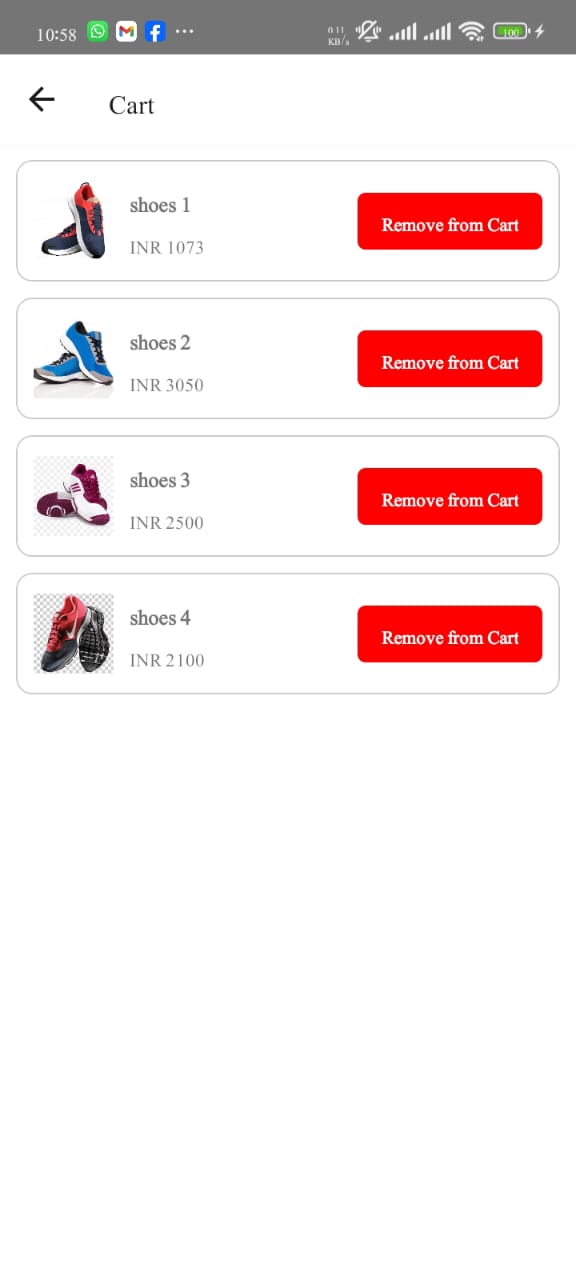 10:58
0.11
KB/s
100
Cart
shoes 1
INR 1073
Remove from Cart
shoes 2
INR 3050
Remove from Cart
shoes 3
INR 2500
Remove from Cart
shoes 4
INR 2100
Remove from Cart